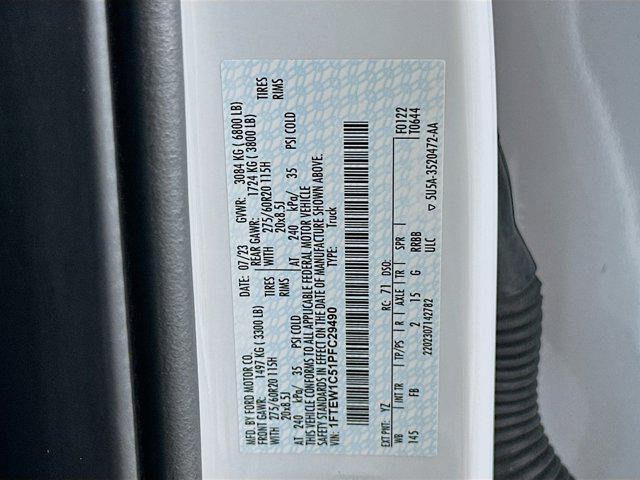 MFD. BY FORD MOTOR CO.
DATE: 07/23 GVWR: 3084 KG ( 6800 LB)
FRONT GAWR: 1497 KG ( 3300 LB) REAR GAWR: 1724 KG ( 3800 LB)
WITH 275/60R20 115H TIRES WITH 275/60R20 115H TIRES
20x8.5J RIMS 20x8.5J RIMS
AT 240 kPa/ 35 PSI COLD AT 240 kPa/ 35 PSI COLD
THIS VEHICLE CONFORMS TO ALL APPLICABLE FEDERAL MOTOR VEHICLE
SAFETY STANDARDS IN EFFECT ON THE DATE OF MANUFACTURE SHOWN ABOVE.
VIN: 1FTEW1C51PFC29490 TYPE: Truck
EXT PNT: YZ RC: 71 DSO: F0122
WB INT TR TP/PS R AXLE TR SPR T0644
145 FB 2 15 G RRBB
2202307142782 ULC ▽ 5U5A-3520472-AA